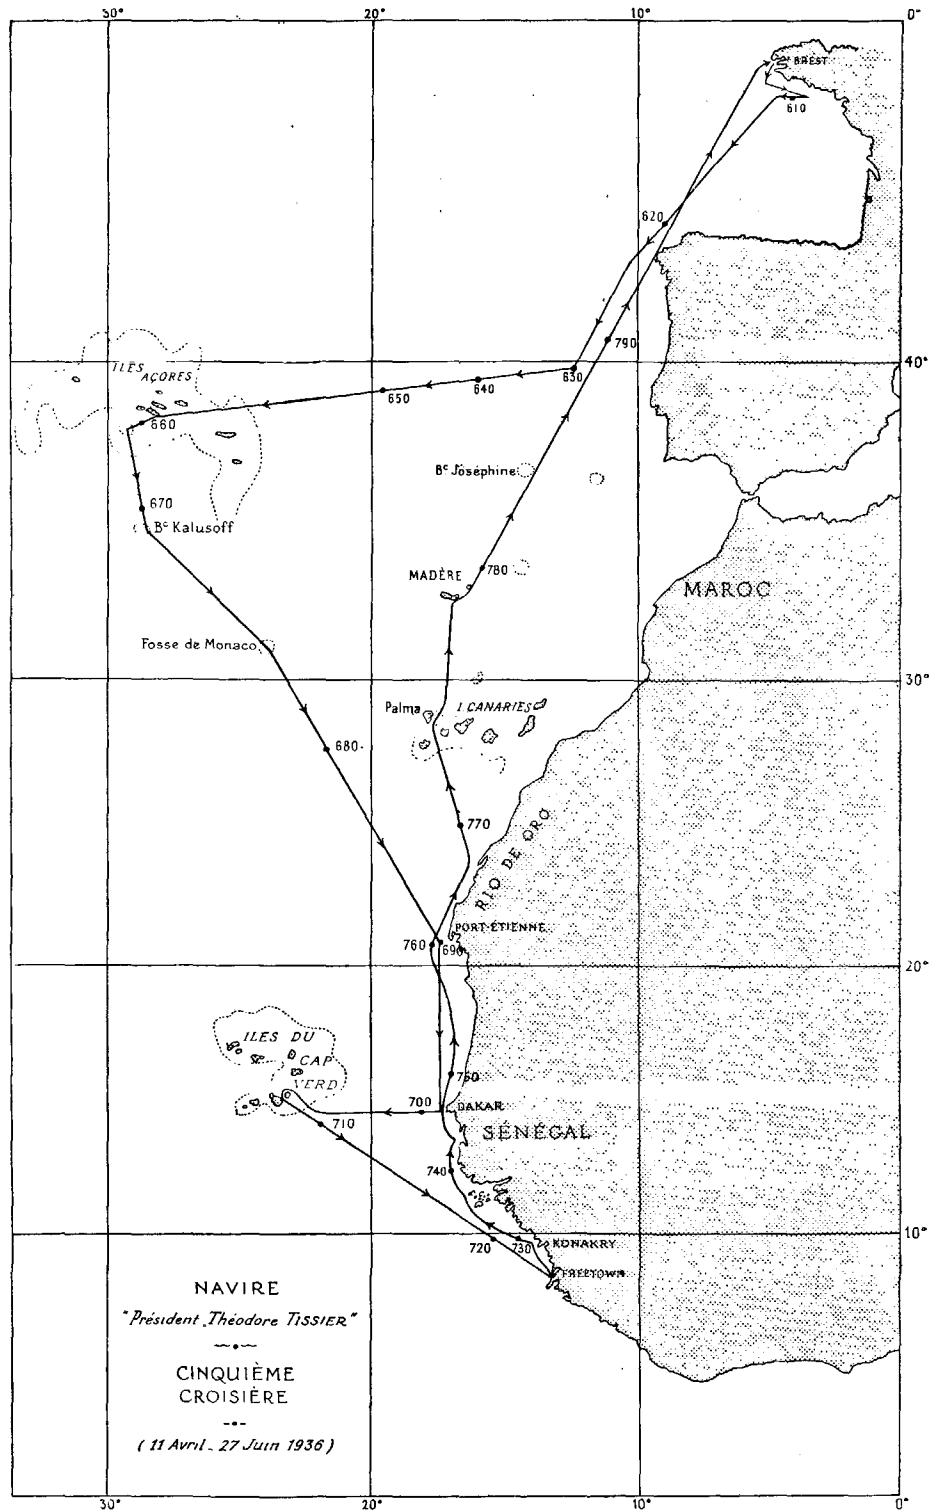 30°
20°
10°
0°
BREST
610
620
790
40°
ILES
AÇORES
630
640
650
660
Bc Joséphine
670
Bc Kalusoff
780
MADÈRE
MAROC
Fosse de Monaco
30°
Palma
I. CANARIES
680
770
RIO DE ORO
PORT-ÉTIENNE
760
690
20°
ILES DU
CAP
VERD
750
700
DAKAR
710
SÉNÉGAL
740
10°
720
730
KONAKRY
FREETOWN
NAVIRE
"Président Théodore TISSIER"
CINQUIÈME
CROISIÈRE
(11 Avril - 27 Juin 1936)
30°
20°
10°
0°